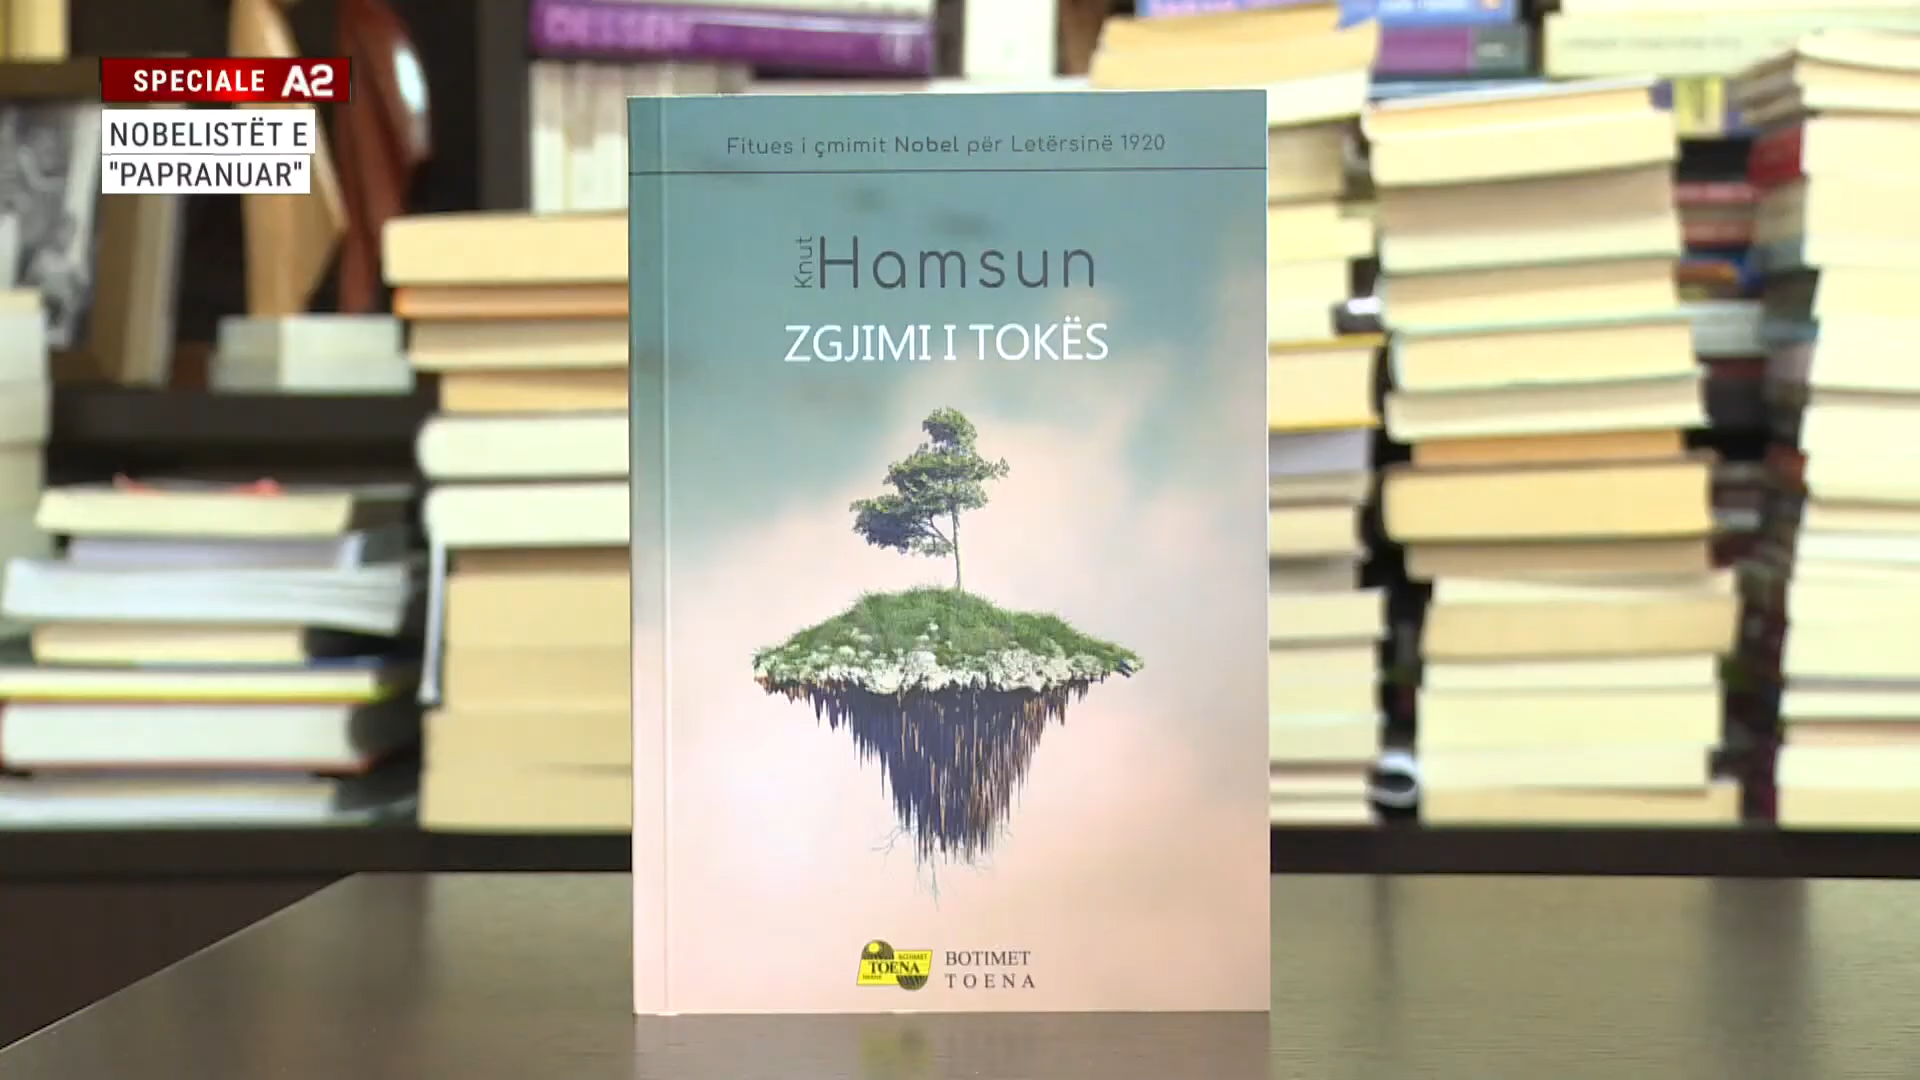 SPECIALE A2
NOBELISTËT E
"PAPRANUAR"
Fitues i çmimit Nobel për Letërsinë 1920
Knut Hamsun
ZGJIMI I TOKËS
TOENA
BOTIMET
TOENA